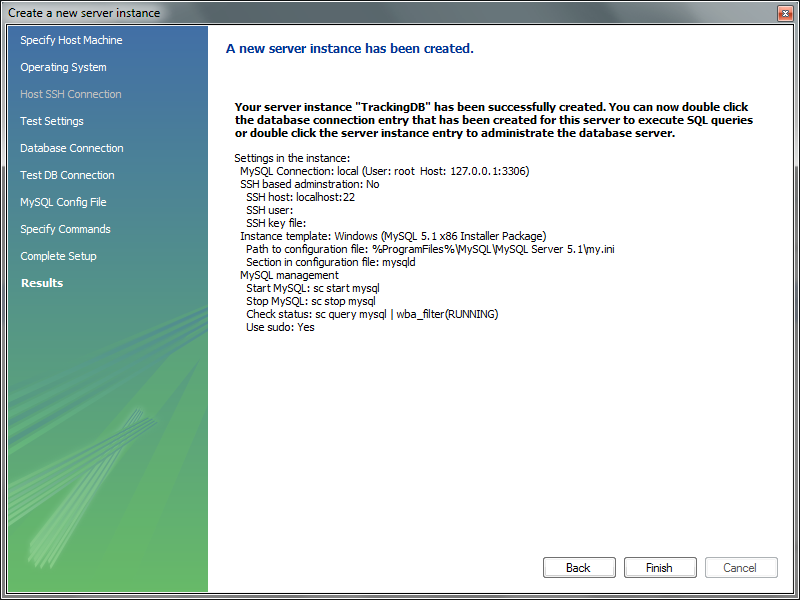 Create a new server instance
Specify Host Machine
Operating System
Host SSH Connection
Test Settings
Database Connection
Test DB Connection
MySQL Config File
Specify Commands
Complete Setup
Results
A new server instance has been created.
Your server instance "TrackingDB" has been successfully created. You can now double click
the database connection entry that has been created for this server to execute SQL queries
or double click the server instance entry to administrate the database server.
Settings in the instance:
MySQL Connection: local (User: root Host: 127.0.0.1:3306)
SSH based adminstration: No
SSH host: localhost:22
SSH user:
SSH key file:
Instance template: Windows (MySQL 5.1 x86 Installer Package)
Path to configuration file: %ProgramFiles%\MySQL\MySQL Server 5.1\my.ini
Section in configuration file: mysqld
MySQL management
Start MySQL: sc start mysql
Stop MySQL: sc stop mysql
Check status: sc query mysql | wba_filter(RUNNING)
Use sudo: Yes
Back
Finish
Cancel